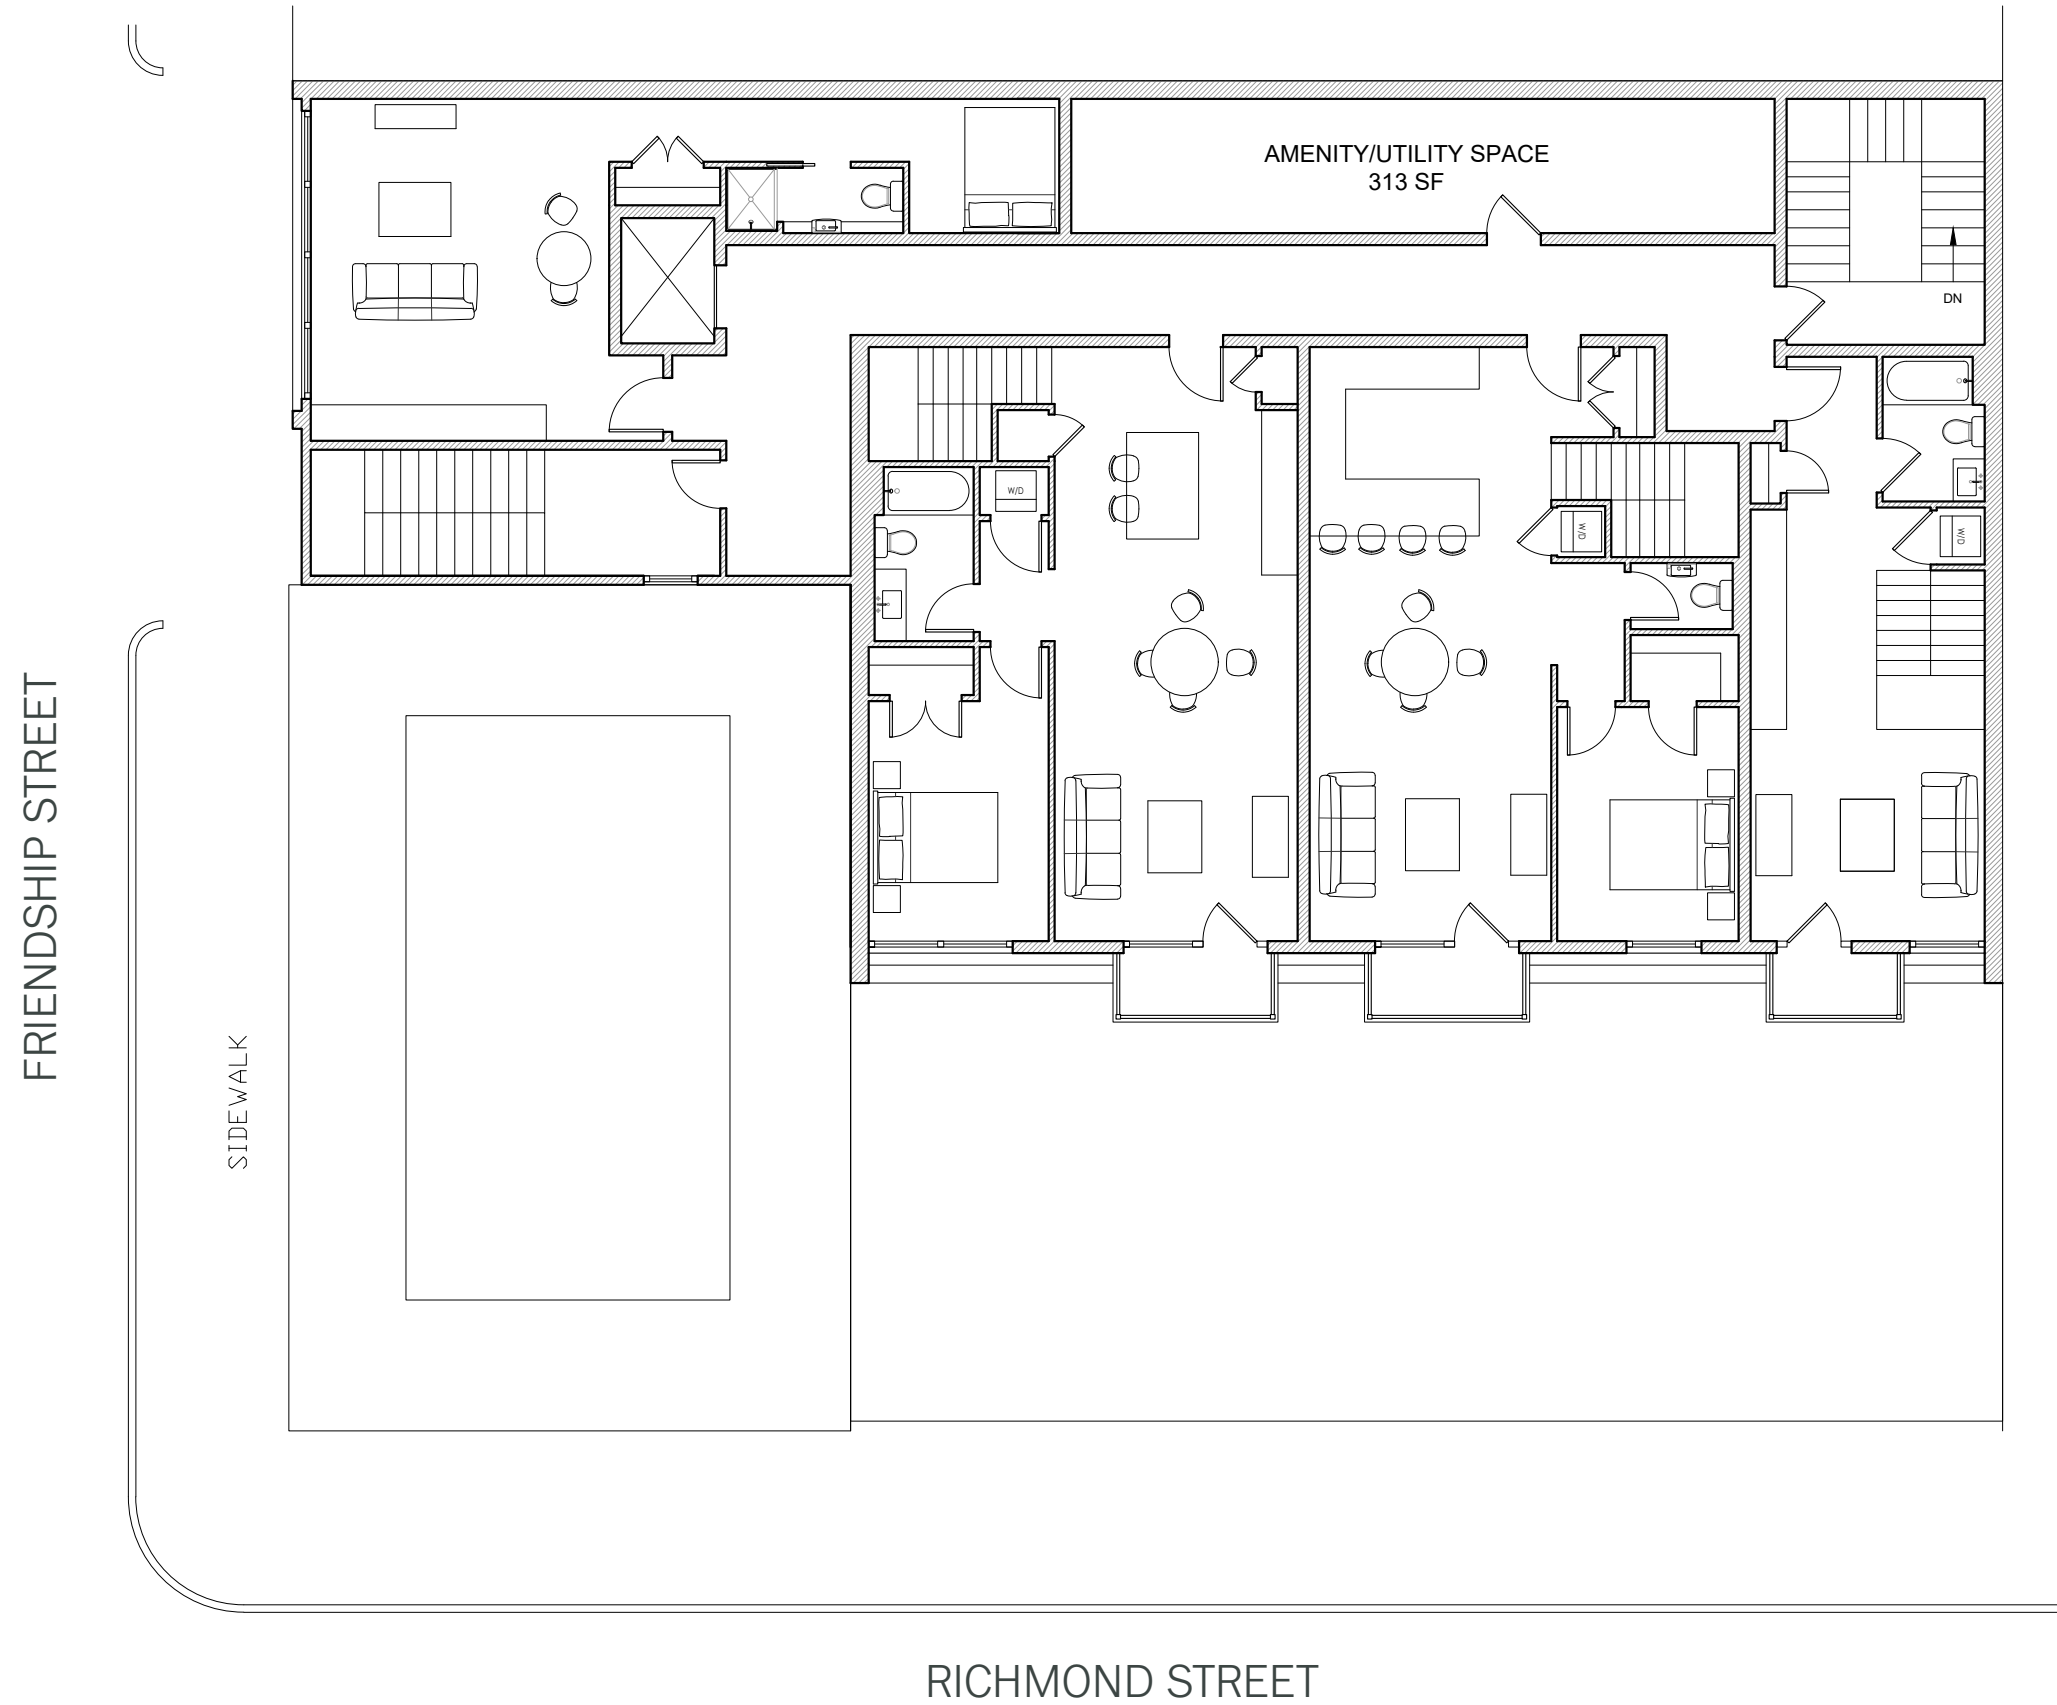 AMENITY/UTILITY SPACE
313 SF
DN
W/D
W/D
W/D
FRIENDSHIP STREET
SIDEWALK
RICHMOND STREET